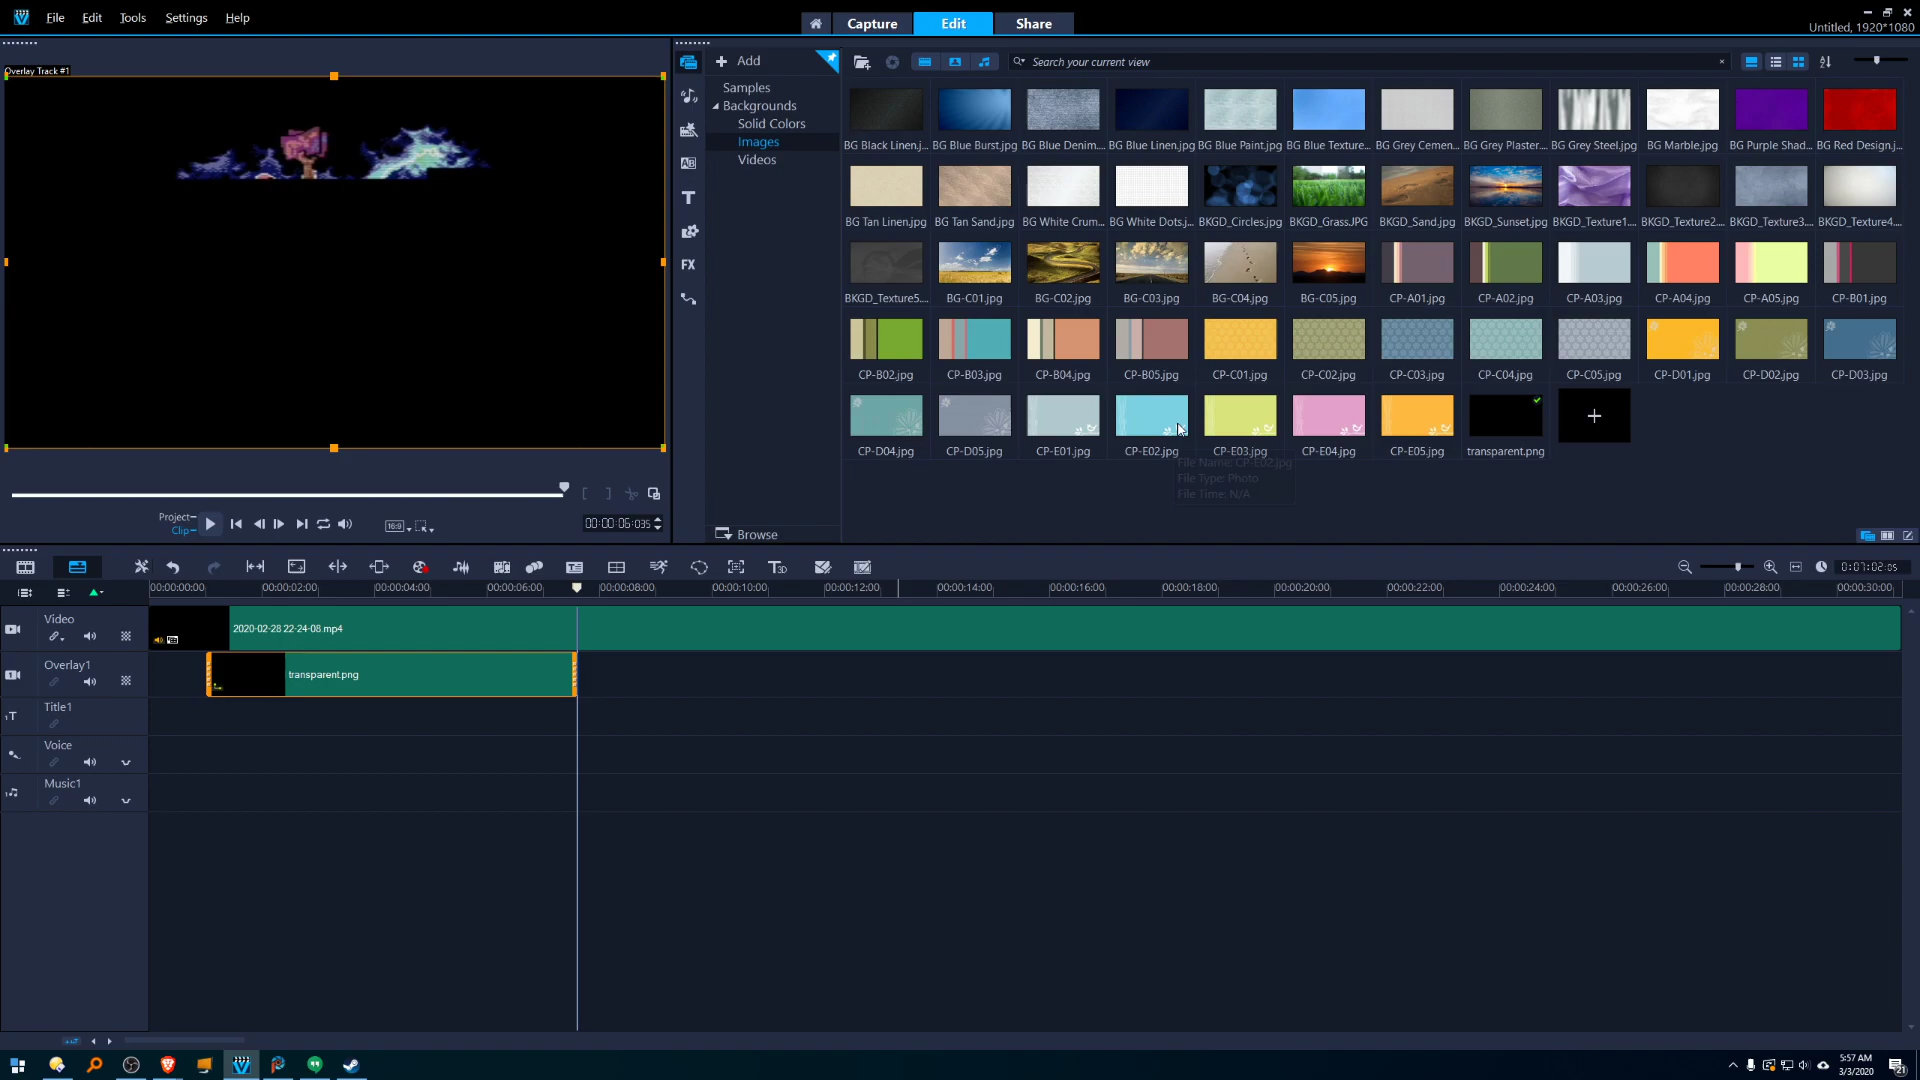 File Edit Tools Settings Help
Capture Edit Share
Untitled, 1920*1080
Overlay Track #1
Add
Search your current view
Samples
Backgrounds
Solid Colors
Images
Videos
Browse
BG Black Linen.j... BG Blue Burst.jpg BG Blue Denim.... BG Blue Linen.jpg BG Blue Paint.jpg BG Blue Texture... BG Grey Cemen... BG Grey Plaster.... BG Grey Steel.jpg BG Marble.jpg BG Purple Shad... BG Red Design.j...
BG Tan Linen.jpg BG Tan Sand.jpg BG White Crum... BG White Dots.j... BKGD_Circles.jpg BKGD_Grass.JPG BKGD_Sand.jpg BKGD_Sunset.jpg BKGD_Texture1.... BKGD_Texture2.... BKGD_Texture3.... BKGD_Texture4....
BKGD_Texture5.... BG-C01.jpg BG-C02.jpg BG-C03.jpg BG-C04.jpg BG-C05.jpg CP-A01.jpg CP-A02.jpg CP-A03.jpg CP-A04.jpg CP-A05.jpg CP-B01.jpg
CP-B02.jpg CP-B03.jpg CP-B04.jpg CP-B05.jpg CP-C01.jpg CP-C02.jpg CP-C03.jpg CP-C04.jpg CP-C05.jpg CP-D01.jpg CP-D02.jpg CP-D03.jpg
CP-D04.jpg CP-D05.jpg CP-E01.jpg CP-E02.jpg CP-E03.jpg CP-E04.jpg CP-E05.jpg transparent.png
File Name: CP-E02.jpg
File Type: Photo
File Time: N/A
FX
Project
Clip
16:9
00:00:06:035
0:07:02:05
00:00:00:00 00:00:02:00 00:00:04:00 00:00:06:00 00:00:08:00 00:00:10:00 00:00:12:00 00:00:14:00 00:00:16:00 00:00:18:00 00:00:20:00 00:00:22:00 00:00:24:00 00:00:26:00 00:00:28:00 00:00:30:00
Video
2020-02-28 22-24-08.mp4
Overlay1
transparent.png
Title1
Voice
Music1
5:57 AM
3/3/2020
21